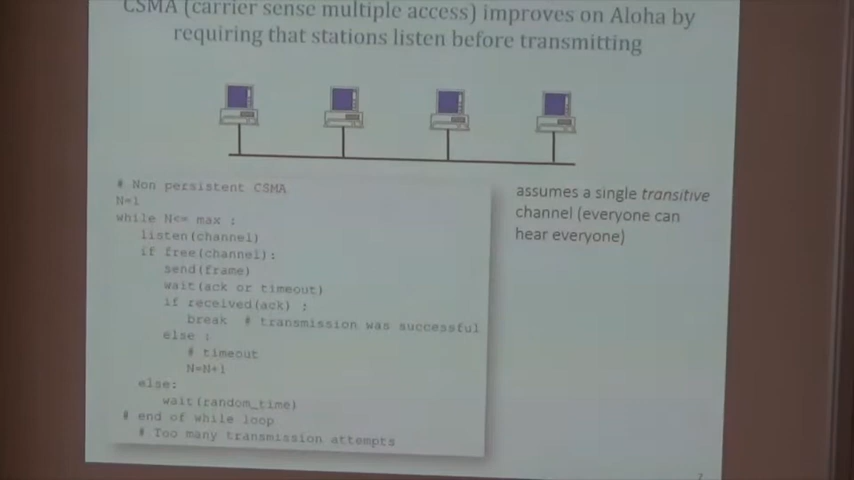 CSMA (carrier sense multiple access) improves on Aloha by
requiring that stations listen before transmitting
# Non persistent CSMA
N=1
while N<= max :
listen(channel)
if free(channel):
send(frame)
wait(ack or timeout)
if received(ack) :
break # transmission was successful
else :
# timeout
N=N+1
else:
wait(random_time)
# end of while loop
# Too many transmission attempts
assumes a single transitive
channel (everyone can
hear everyone)
7